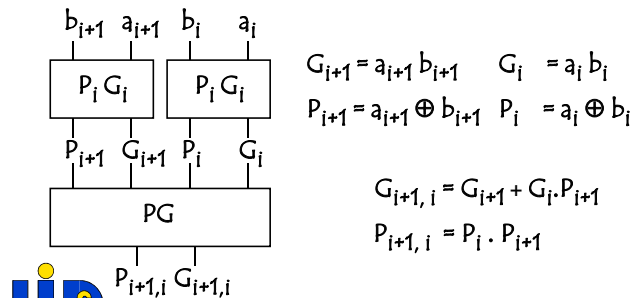 b_{i+1} a_{i+1} b_i a_i
P_i G_i P_i G_i
P_{i+1} G_{i+1} P_i G_i
PG
P_{i+1,i} G_{i+1,i}
G_{i+1} = a_{i+1} b_{i+1} G_i = a_i b_i
P_{i+1} = a_{i+1} ⊕ b_{i+1} P_i = a_i ⊕ b_i
G_{i+1, i} = G_{i+1} + G_i.P_{i+1}
P_{i+1, i} = P_i . P_{i+1}